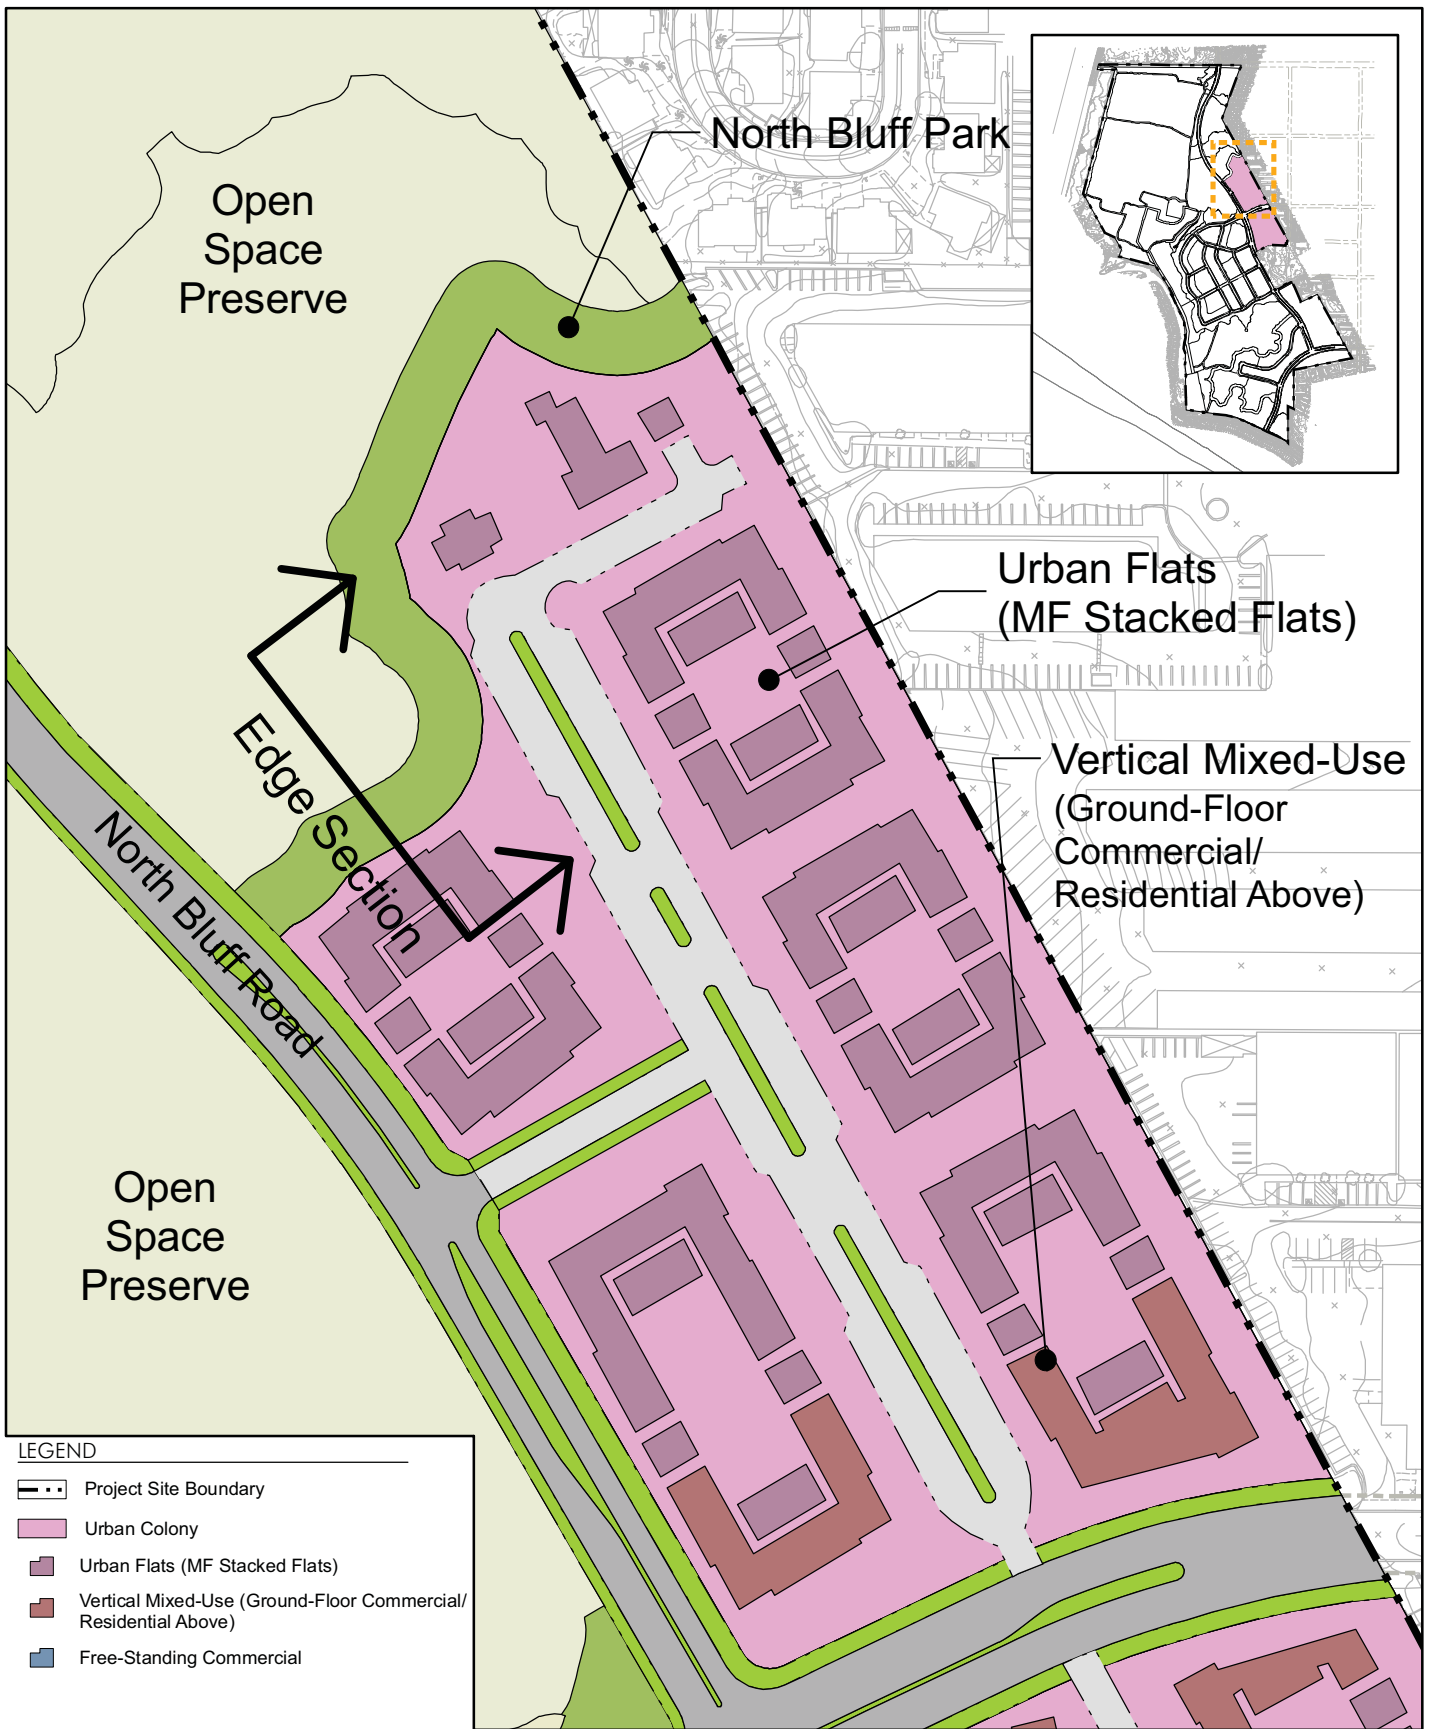 North Bluff Park
Open
Space
Preserve
Urban Flats
(MF Stacked Flats)
Edge Section
Vertical Mixed-Use
(Ground-Floor
Commercial/
Residential Above)
North Bluff Road
Open
Space
Preserve
LEGEND
Project Site Boundary
Urban Colony
Urban Flats (MF Stacked Flats)
Vertical Mixed-Use (Ground-Floor Commercial/
Residential Above)
Free-Standing Commercial